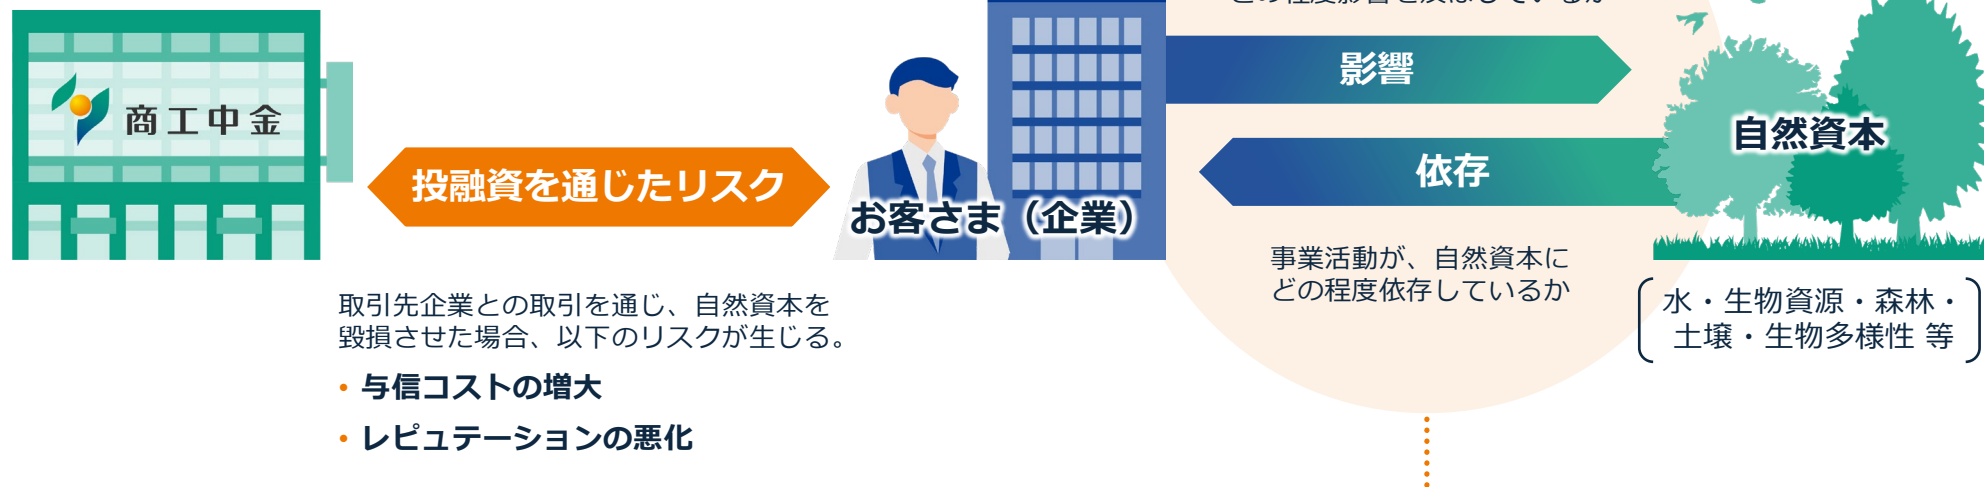 商工中金
投融資を通じたリスク
お客さま（企業）
影響
依存
自然資本
事業活動が、自然資本に
どの程度依存しているか
水・生物資源・森林・
土壌・生物多様性 等
取引先企業との取引を通じ、自然資本を
毀損させた場合、以下のリスクが生じる。
・与信コストの増大
・レピュテーションの悪化